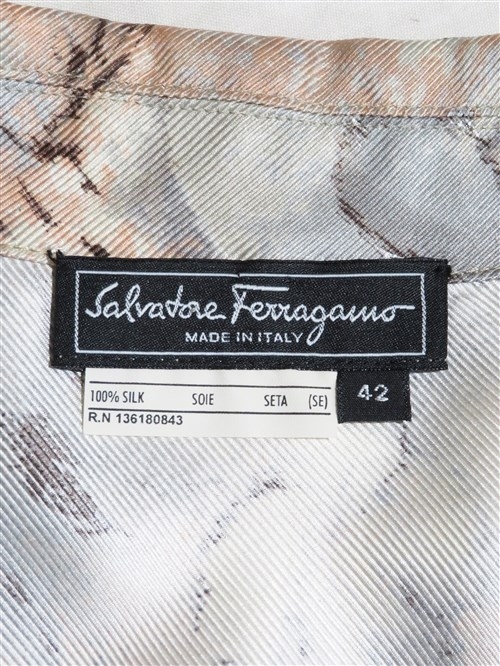 Salvatore Ferragamo
MADE IN ITALY
42
100% SILK SOIE SETA (SE)
R.N 136180843